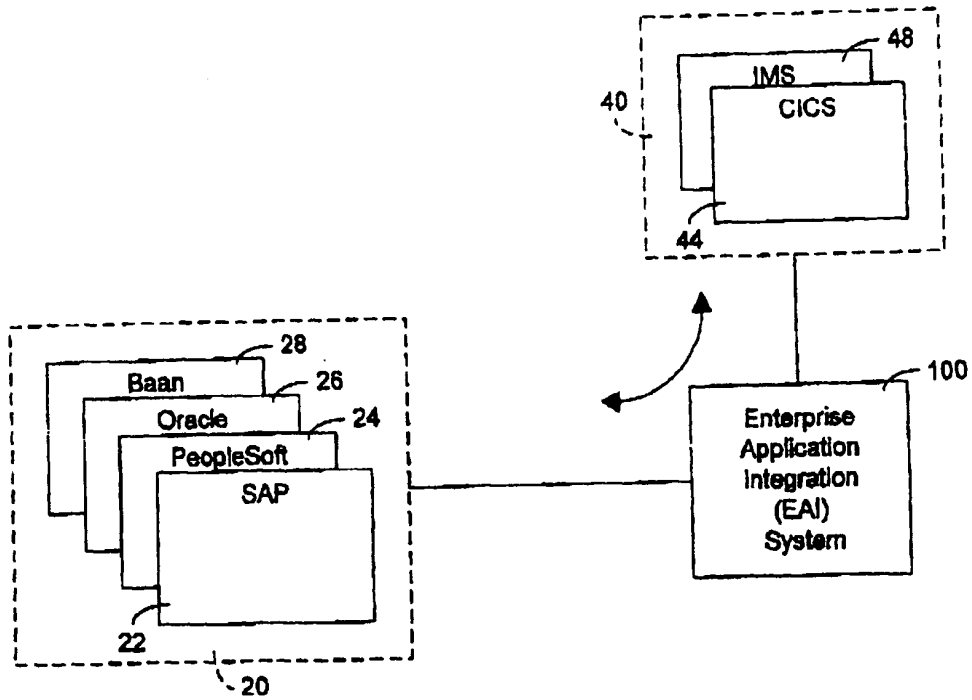 48
IMS
40
CICS
44
28
Baan
26
Oracle
24
PeopleSoft
SAP
22
20
100
Enterprise
Application
Integration
(EAI)
System